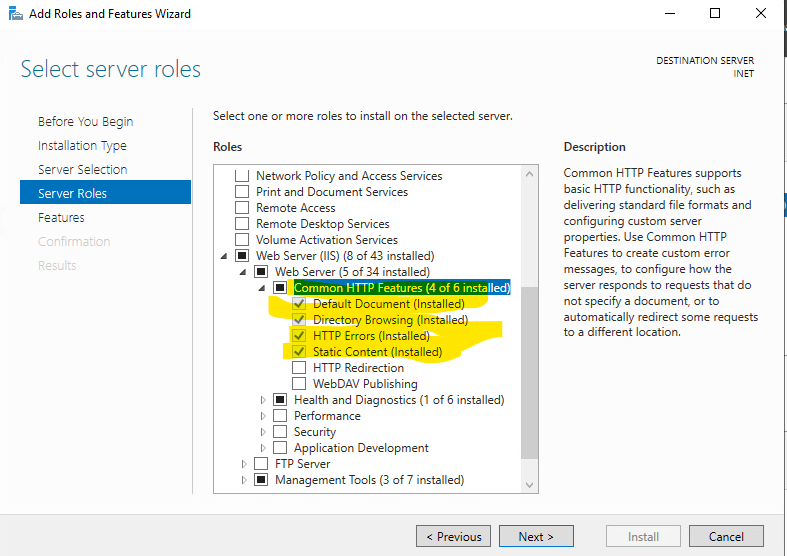 Add Roles and Features Wizard
Select server roles
DESTINATION SERVER
INET
Before You Begin
Installation Type
Server Selection
Server Roles
Features
Confirmation
Results
Select one or more roles to install on the selected server.
Roles
Network Policy and Access Services
Print and Document Services
Remote Access
Remote Desktop Services
Volume Activation Services
Web Server (IIS) (8 of 43 installed)
Web Server (5 of 34 installed)
Common HTTP Features (4 of 6 installed)
Default Document (Installed)
Directory Browsing (Installed)
HTTP Errors (Installed)
Static Content (Installed)
HTTP Redirection
WebDAV Publishing
Health and Diagnostics (1 of 6 installed)
Performance
Security
Application Development
FTP Server
Management Tools (3 of 7 installed)
Description
Common HTTP Features supports
basic HTTP functionality, such as
delivering standard file formats and
configuring custom server
properties. Use Common HTTP
Features to create custom error
messages, to configure how the
server responds to requests that do
not specify a document, or to
automatically redirect some requests
to a different location.
< Previous
Next >
Install
Cancel